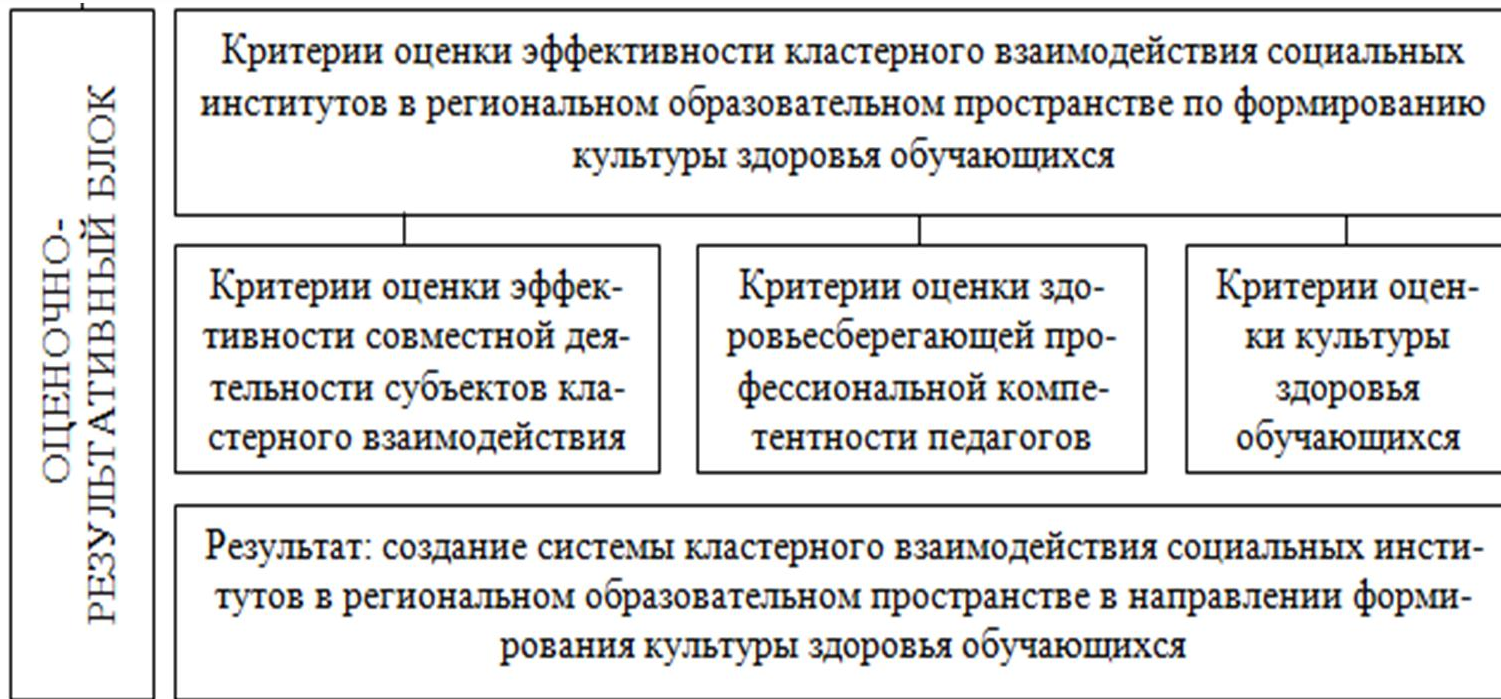 ОЦЕНОЧНО-
РЕЗУЛЬТАТИВНЫЙ БЛОК
Критерии оценки эффективности кластерного взаимодействия социальных
институтов в региональном образовательном пространстве по формированию
культуры здоровья обучающихся
Критерии оценки эффек-
тивности совместной дея-
тельности субъектов кла-
стерного взаимодействия
Критерии оценки здо-
ровьесберегающей про-
фессиональной компе-
тентности педагогов
Критерии оцен-
ки культуры
здоровья
обучающихся
Результат: создание системы кластерного взаимодействия социальных инсти-
тутов в региональном образовательном пространстве в направлении форми-
рования культуры здоровья обучающихся